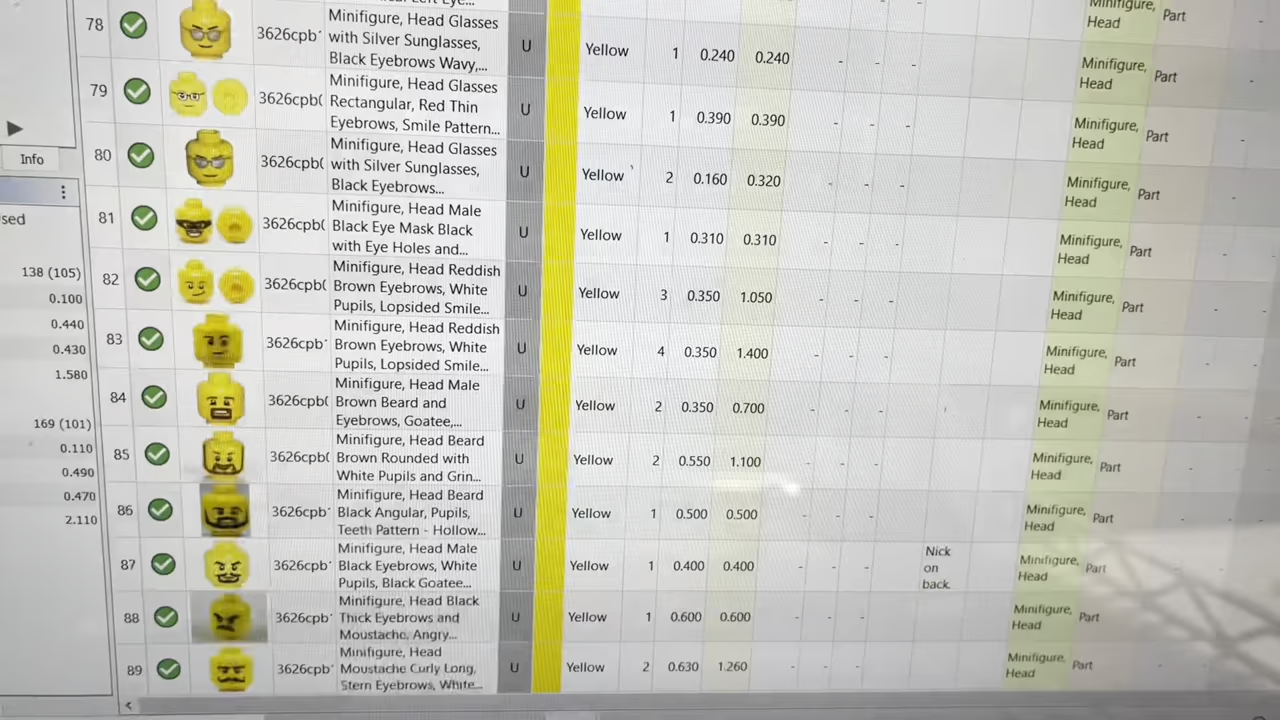 78 3626cpb' Minifigure, Head Glasses with Silver Sunglasses, Black Eyebrows Wavy,... U Yellow 1 0.240 0.240 - - - Minifigure, Head Part
79 3626cpb( Minifigure, Head Glasses Rectangular, Red Thin Eyebrows, Smile Pattern... U Yellow 1 0.390 0.390 - - - Minifigure, Head Part -
80 3626cpb( Minifigure, Head Glasses with Silver Sunglasses, Black Eyebrows... U Yellow 2 0.160 0.320 - - - Minifigure, Head Part -
81 3626cpb( Minifigure, Head Male Black Eye Mask Black with Eye Holes and... U Yellow 1 0.310 0.310 - - - Minifigure, Head Part -
82 3626cpb( Minifigure, Head Reddish Brown Eyebrows, White Pupils, Lopsided Smile... U Yellow 3 0.350 1.050 - - - Minifigure, Head Part -
83 3626cpb' Minifigure, Head Reddish Brown Eyebrows, White Pupils, Lopsided Smile... U Yellow 4 0.350 1.400 - - - Minifigure, Head Part -
84 3626cpb( Minifigure, Head Male Brown Beard and Eyebrows, Goatee,... U Yellow 2 0.350 0.700 - - - Minifigure, Head Part -
85 3626cpb( Minifigure, Head Beard Brown Rounded with White Pupils and Grin... U Yellow 2 0.550 1.100 - - - Minifigure, Head Part -
86 3626cpb' Minifigure, Head Beard Black Angular, Pupils, Teeth Pattern - Hollow... U Yellow 1 0.500 0.500 - - - Minifigure, Head Part -
87 3626cpb' Minifigure, Head Male Black Eyebrows, White Pupils, Black Goatee... U Yellow 1 0.400 0.400 - - - Nick on back. Minifigure, Head Part
88 3626cpb' Minifigure, Head Black Thick Eyebrows and Moustache, Angry... U Yellow 1 0.600 0.600 - - - Minifigure, Head Part
89 3626cpb' Minifigure, Head Moustache Curly Long, Stern Eyebrows, White... U Yellow 2 0.630 1.260 - - - Minifigure, Head Part -
Info
sed
138 (105)
0.100
0.440
0.430
1.580
169 (101)
0.110
0.490
0.470
2.110